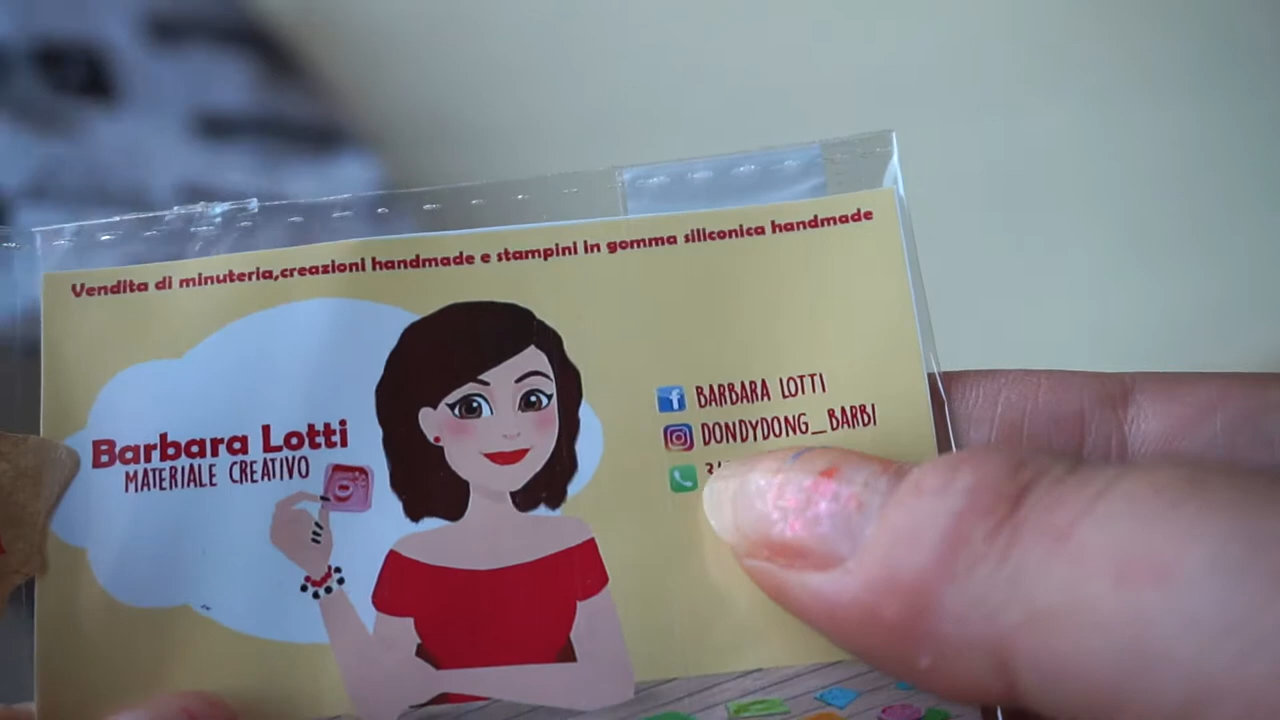 Vendita di minuteria,creazioni handmade e stampini in gomma siliconica handmade
Barbara Lotti
MATERIALE CREATIVO
BARBARA LOTTI
DONDYDONG_BARBI